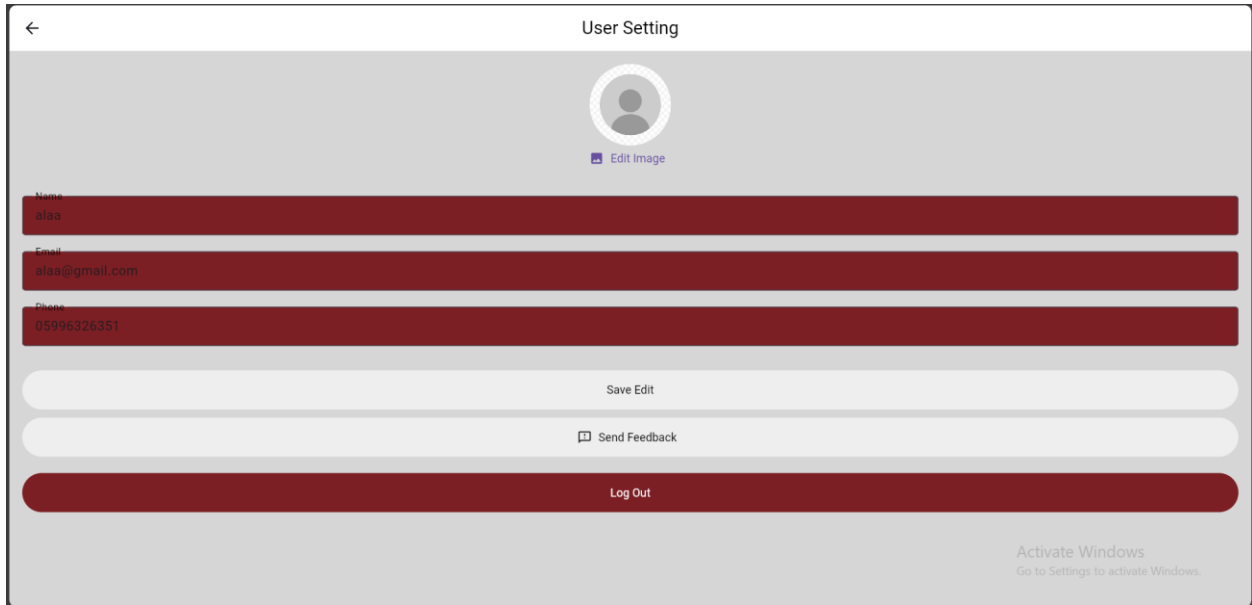 User Setting
Edit Image
Name
alaa
Email
alaa@gmail.com
Phone
05996326351
Save Edit
Send Feedback
Log Out
Activate Windows
Go to Settings to activate Windows.